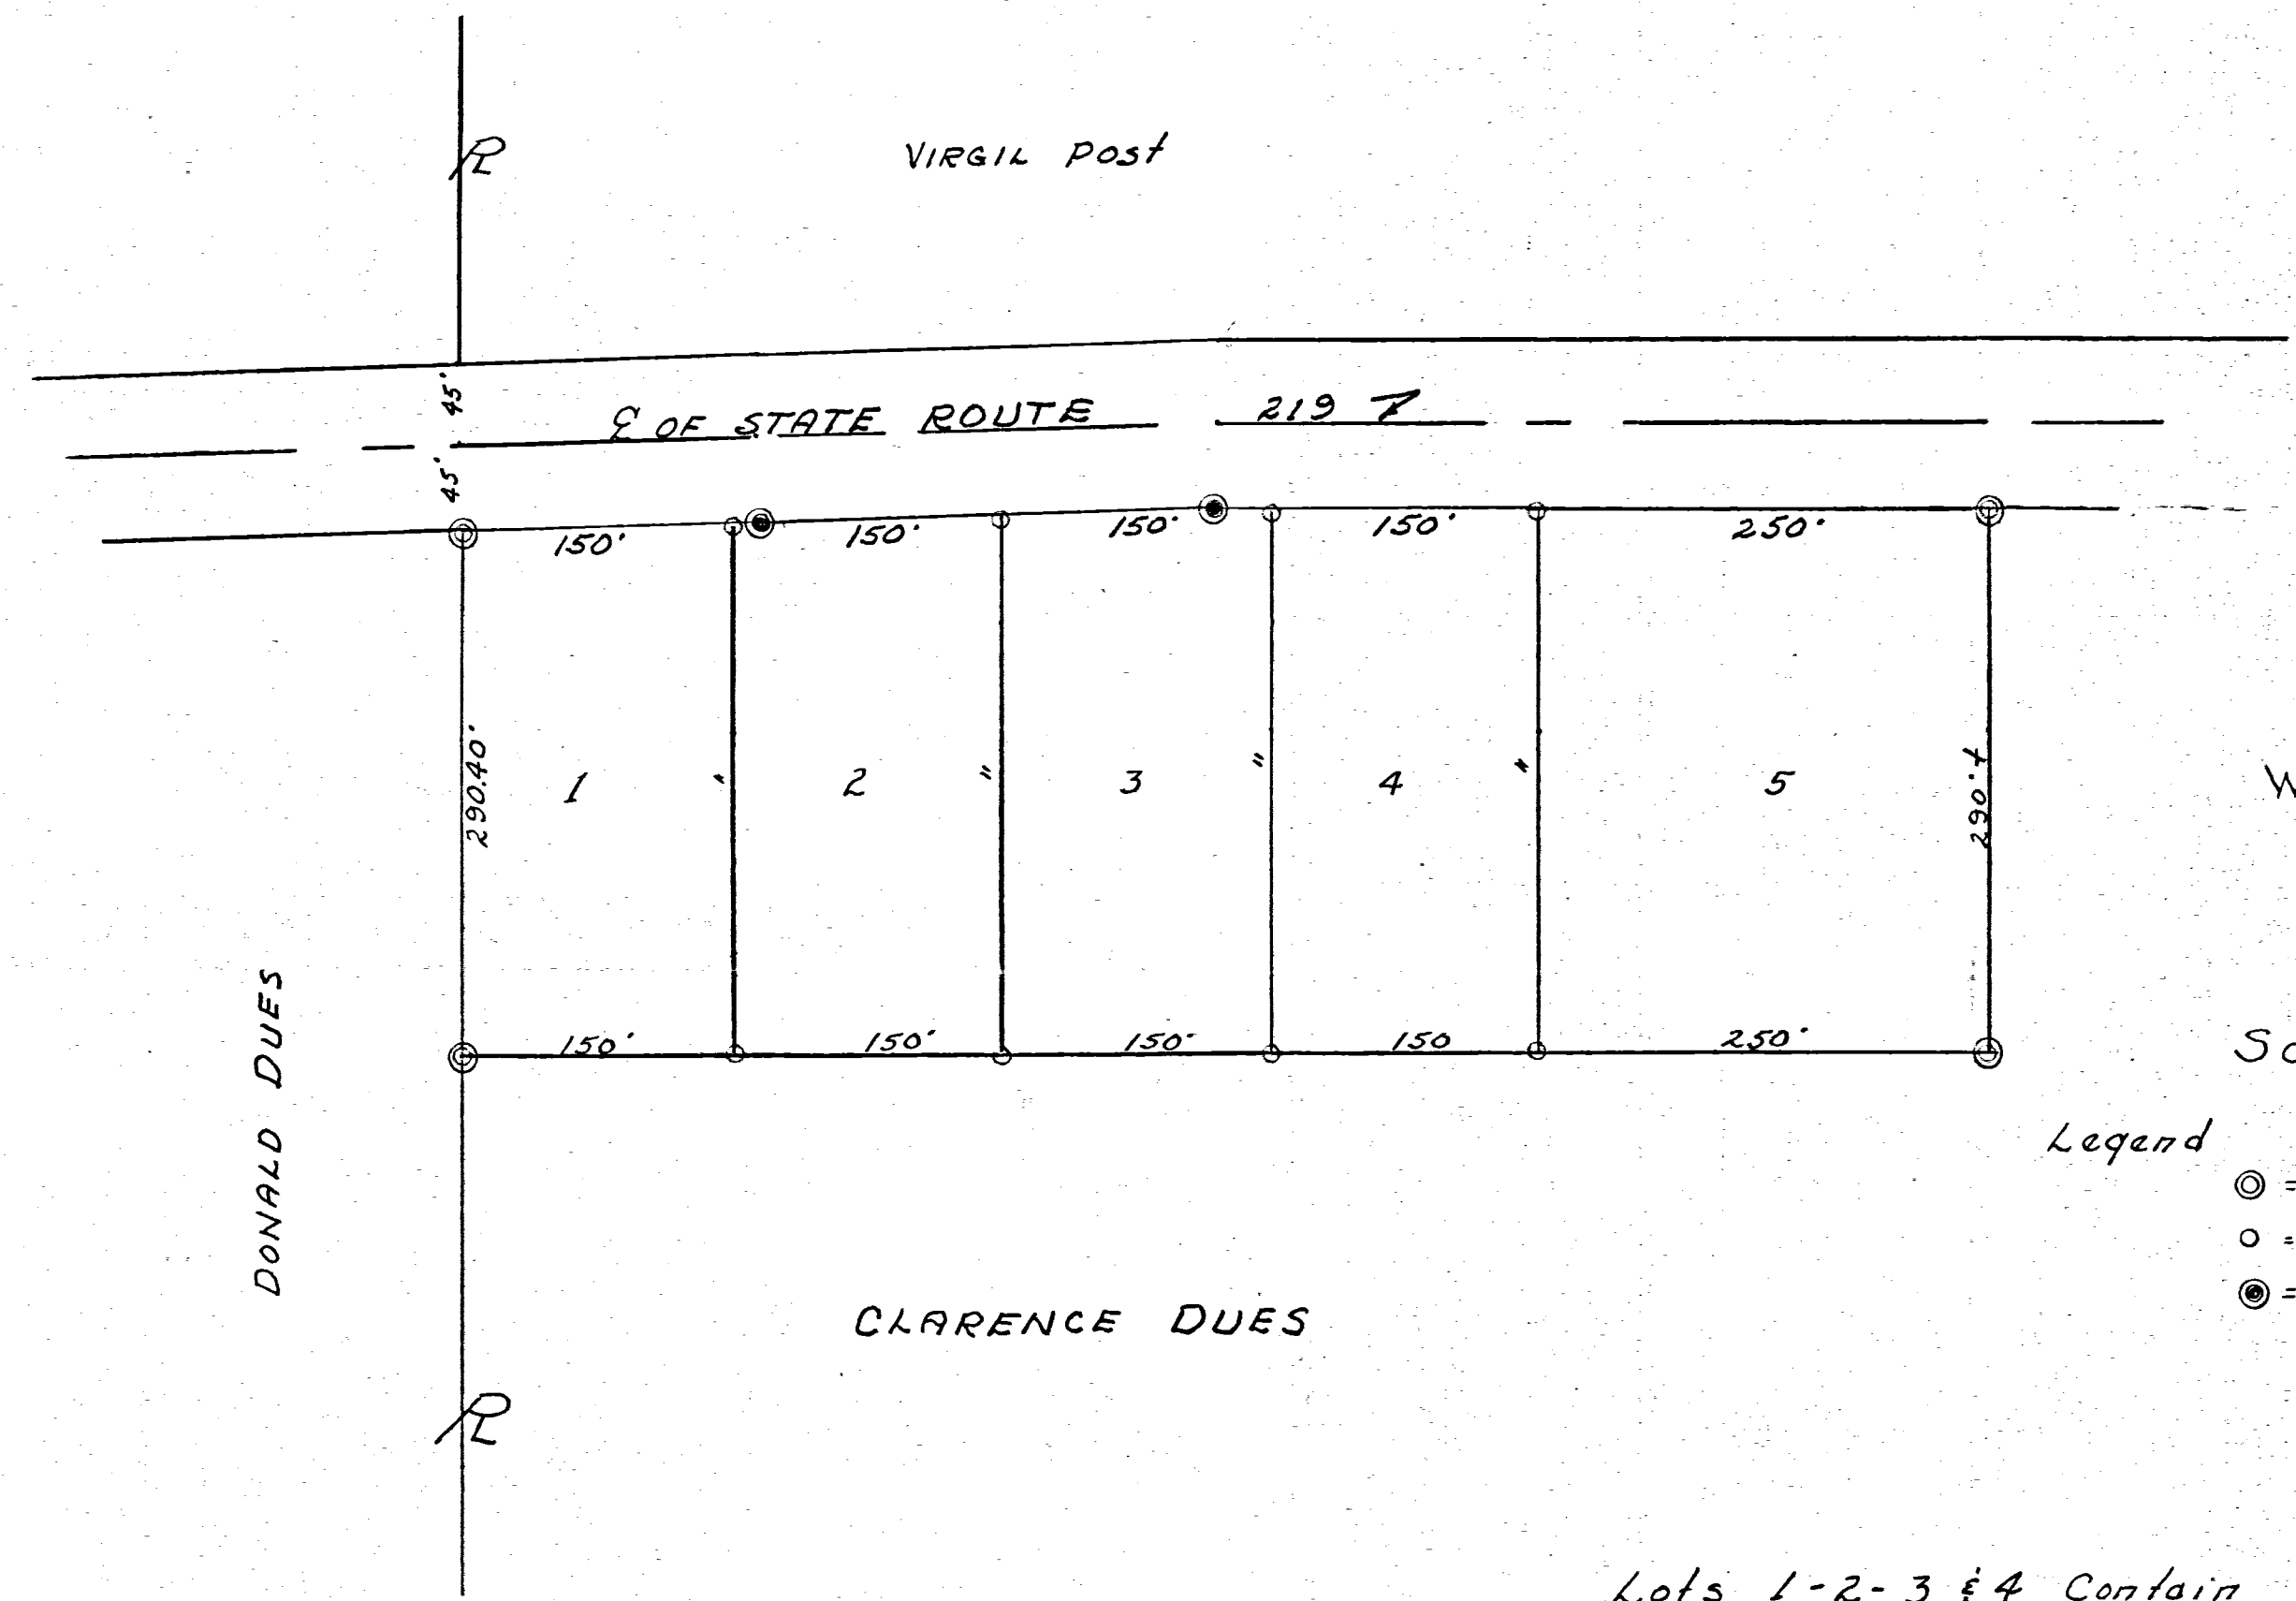 VIRGIL Post
45'
℄ OF STATE ROUTE 219
45'
150' 150' 150' 150' 250'
290.40' 1 " 2 " 3 " 4 " 5 290'±
150' 150' 150' 150 250'
DONALD DUES
Legend
◎ =
○ =
◉ =
CLARENCE DUES
Lots 1-2-3 & 4 Contain